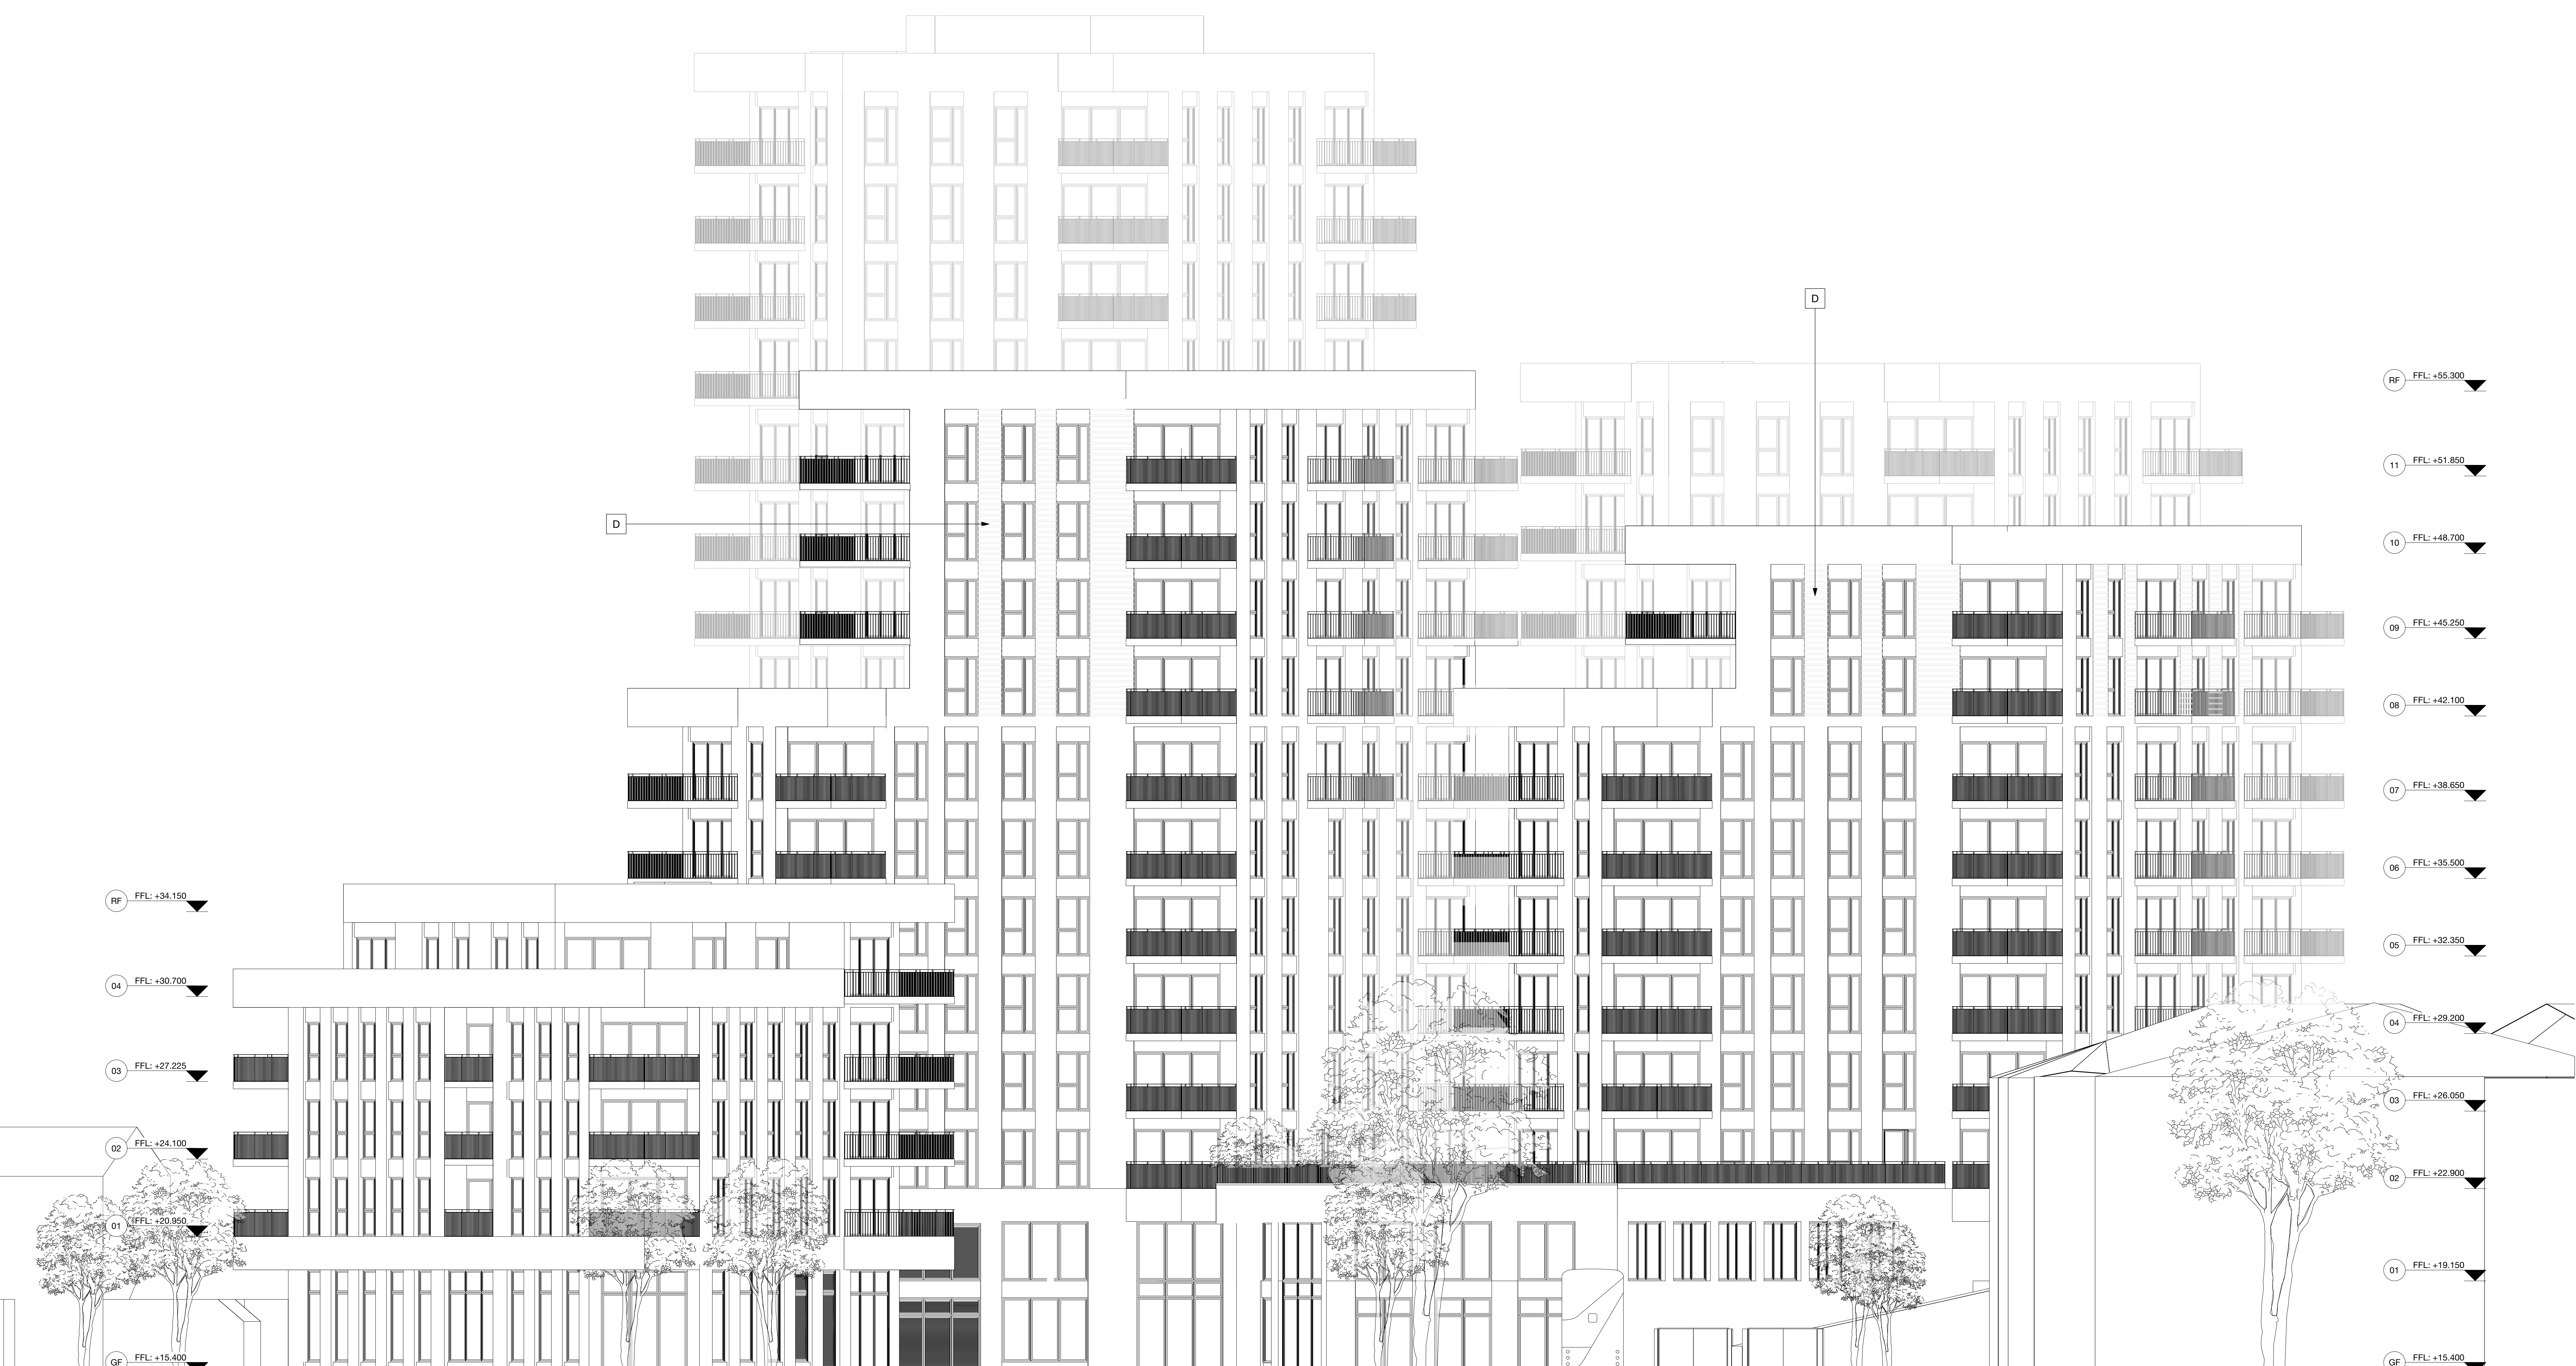 D
RF FFL: +55.300
11 FFL: +51.850
D
10 FFL: +48.700
09 FFL: +45.250
08 FFL: +42.100
07 FFL: +38.650
06 FFL: +35.500
RF FFL: +34.150
05 FFL: +32.350
04 FFL: +30.700
04 FFL: +29.200
03 FFL: +27.225
03 FFL: +26.050
02 FFL: +24.100
02 FFL: +22.900
01 FFL: +20.950
01 FFL: +19.150
GF FFL: +15.400
GF FFL: +15.400